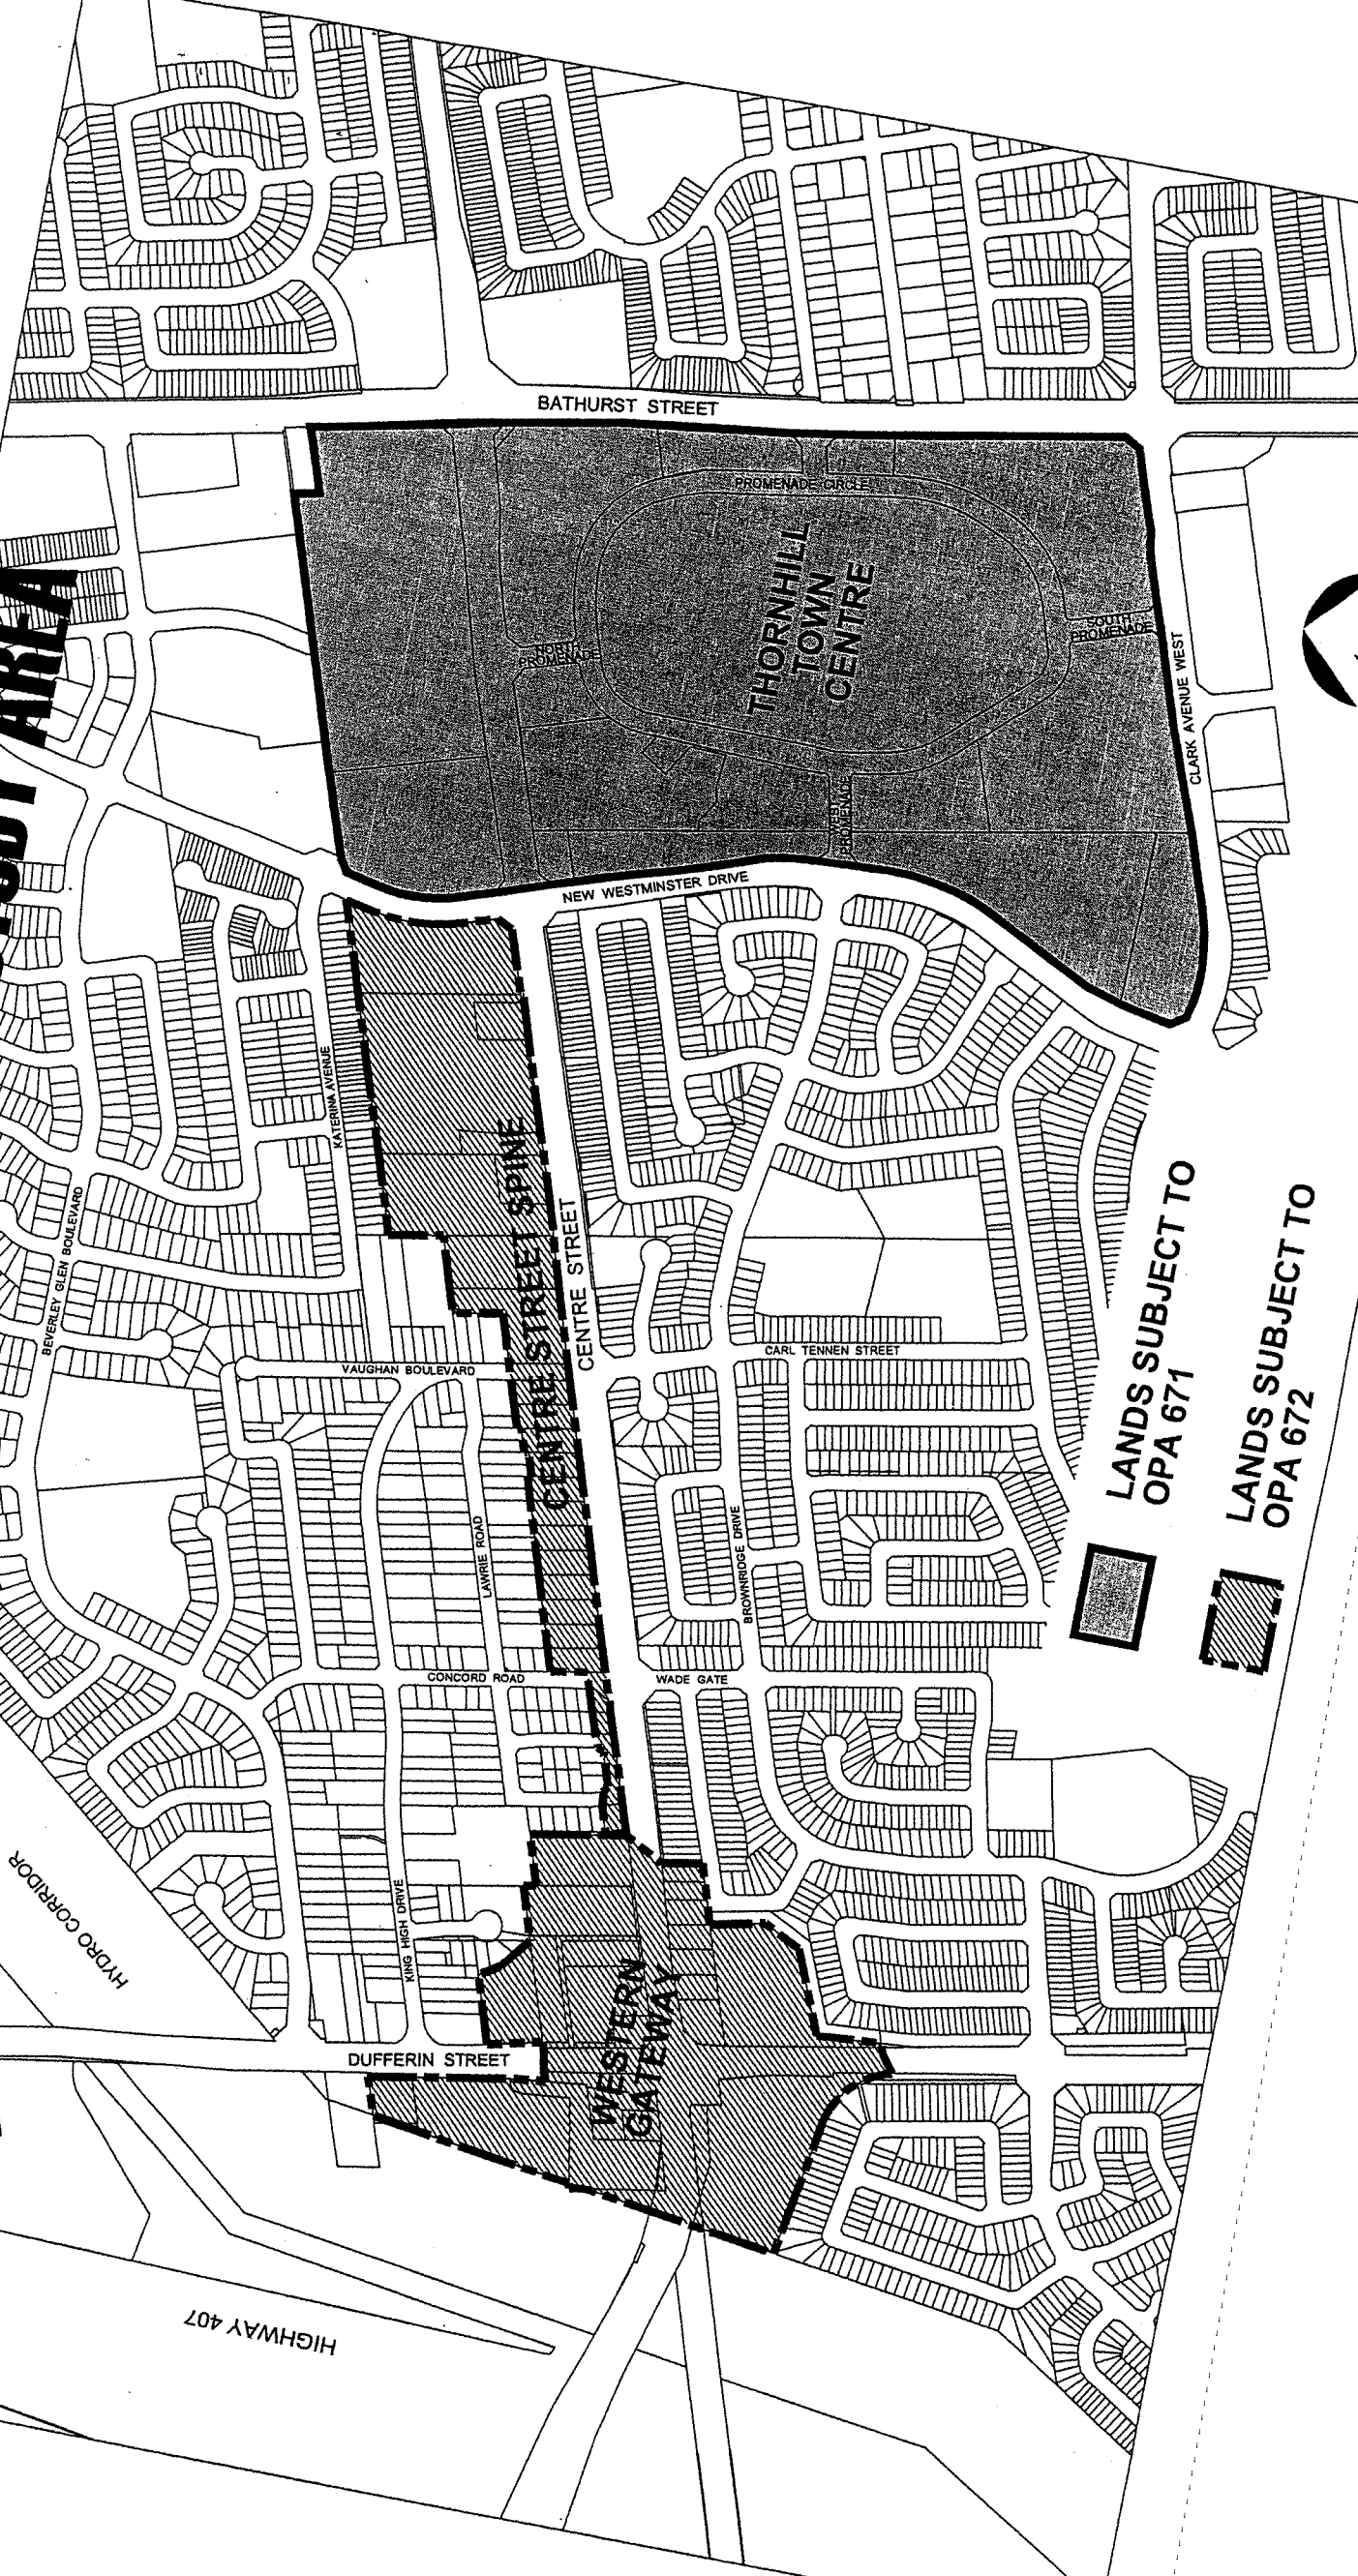 AREA
BATHURST STREET
PROMENADE CIRCLE
THORNHILL
TOWN
CENTRE
NORTH
PROMENADE
SOUTH
PROMENADE
WEST
PROMENADE
CLARK AVENUE WEST
NEW WESTMINSTER DRIVE
KATERINA AVENUE
BEVERLEY GLEN BOULEVARD
CENTRE STREET SPINE
CENTRE STREET
VAUGHAN BOULEVARD
CARL TENNEN STREET
LAWRIE ROAD
BROWNRIDGE DRIVE
CONCORD ROAD
WADE GATE
KING HIGH DRIVE
HYDRO CORRIDOR
DUFFERIN STREET
WESTERN
GATEWAY
HIGHWAY 407
LANDS SUBJECT TO
OPA 671
LANDS SUBJECT TO
OPA 672